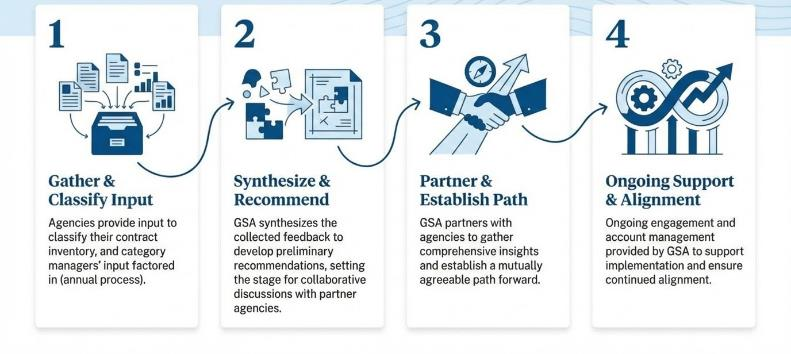 1
Gather &
Classify Input
Agencies provide input to
classify their contract
inventory, and category
managers' input factored
in (annual process).
2
Synthesize &
Recommend
GSA synthesizes the
collected feedback to
develop preliminary
recommendations, setting
the stage for collaborative
discussions with partner
agencies.
3
Partner &
Establish Path
GSA partners with
agencies to gather
comprehensive insights
and establish a mutually
agreeable path forward.
4
Ongoing Support
& Alignment
Ongoing engagement and
account management
provided by GSA to support
implementation and ensure
continued alignment.